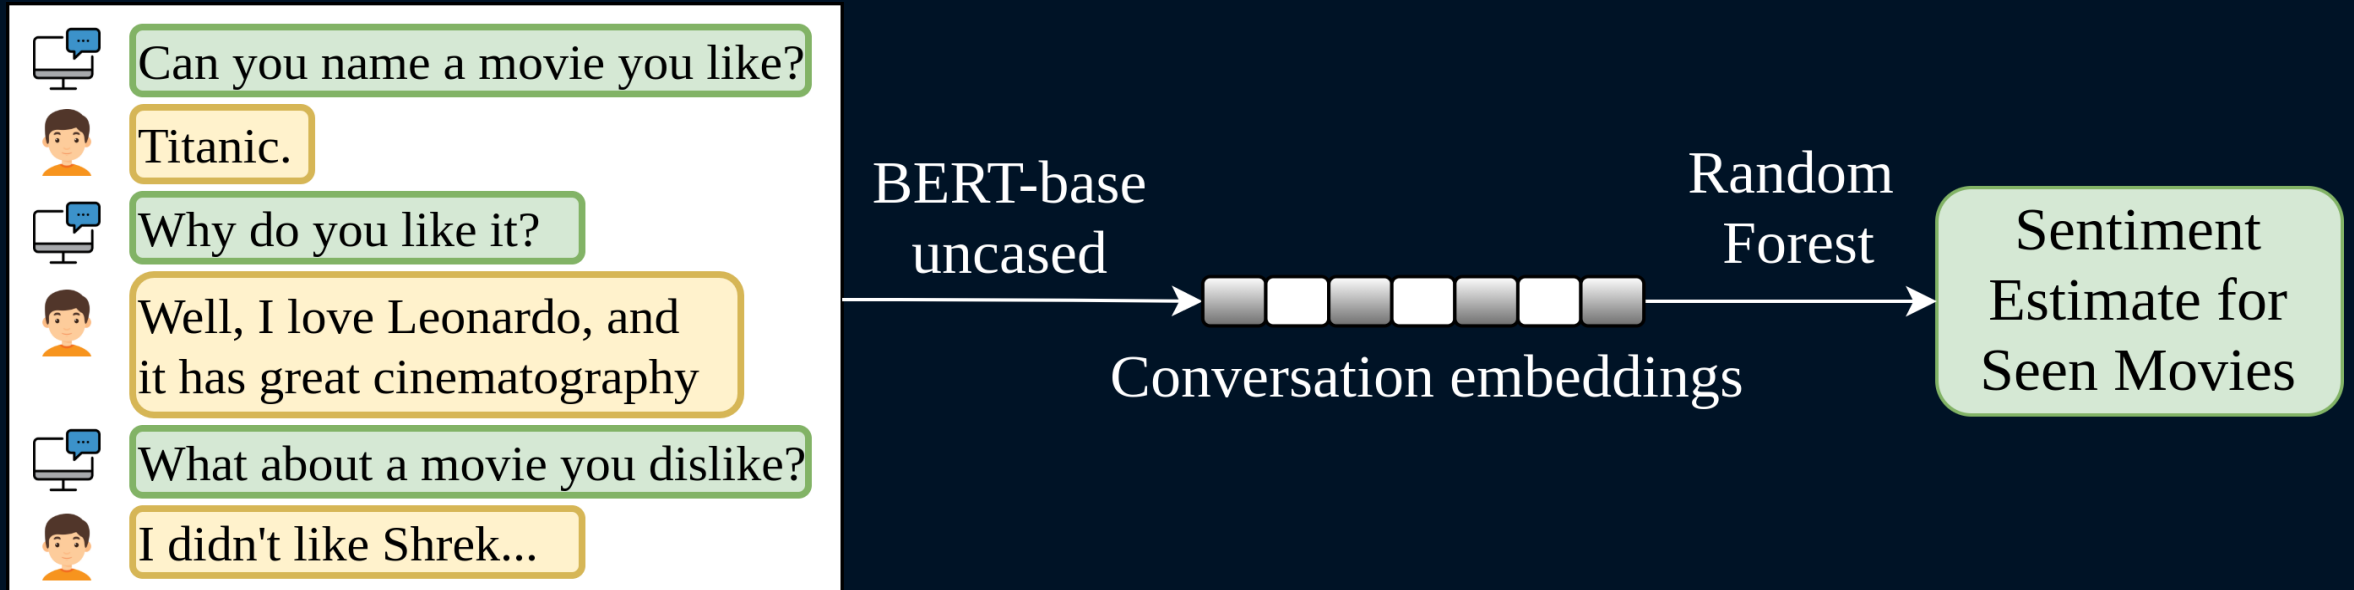 Can you name a movie you like?
Titanic.
Why do you like it?
Well, I love Leonardo, and
it has great cinematography
What about a movie you dislike?
I didn't like Shrek...
BERT-base
uncased
Conversation embeddings
Random
Forest
Sentiment
Estimate for
Seen Movies